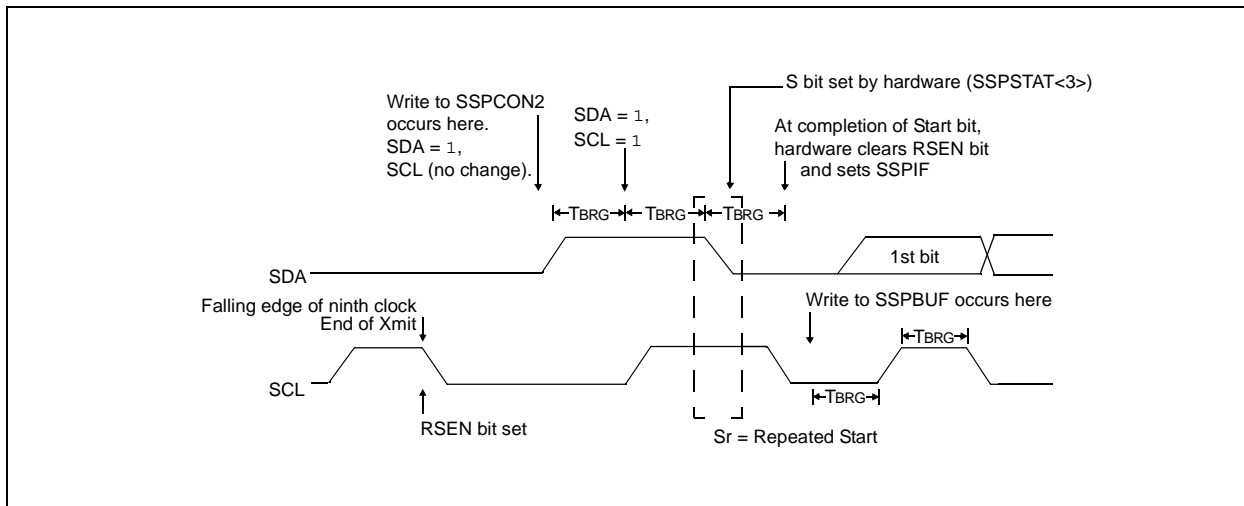 S bit set by hardware (SSPSTAT<3>)
Write to SSPCON2
occurs here.
SDA = 1,
SCL (no change).
SDA = 1,
SCL = 1
At completion of Start bit,
hardware clears RSEN bit
and sets SSPIF
TBRG
TBRG
TBRG
SDA
1st bit
Falling edge of ninth clock
End of Xmit
Write to SSPBUF occurs here
TBRG
SCL
TBRG
RSEN bit set
Sr = Repeated Start